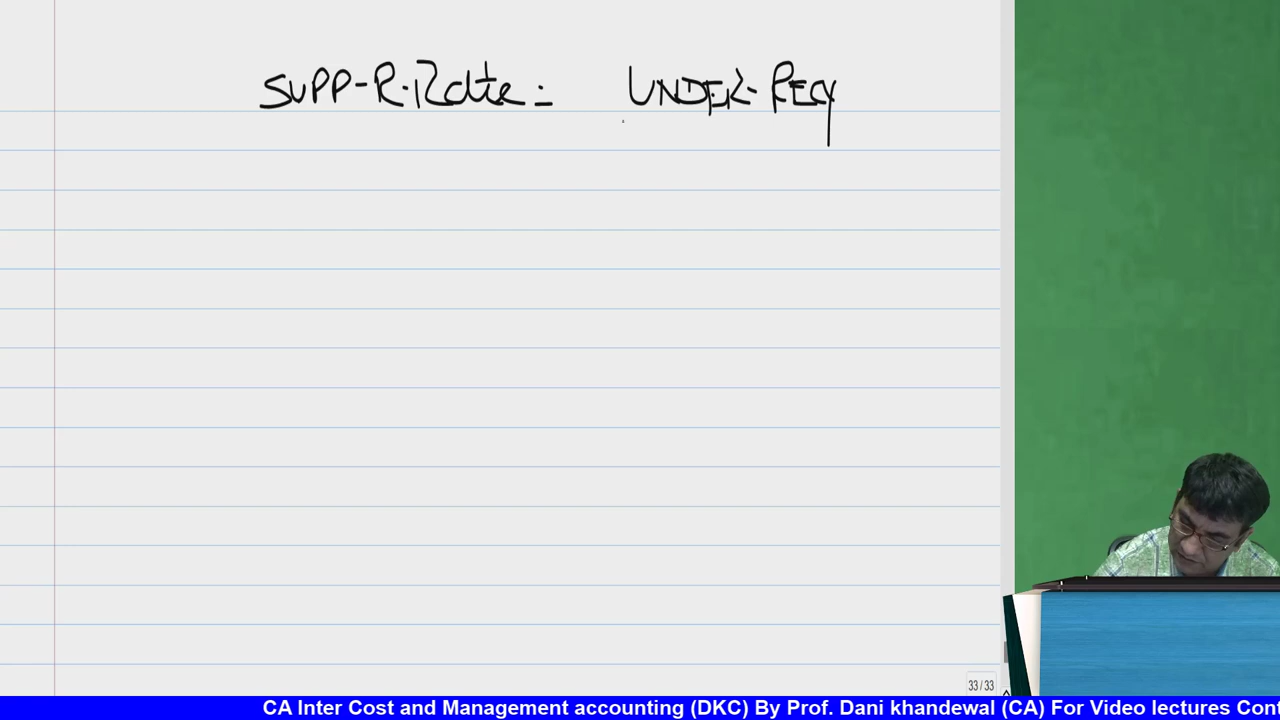 SUPP-R.Rate = UNDER-REcy
33 / 33
CA Inter Cost and Management accounting (DKC) By Prof. Dani khandewal (CA) For Video lectures Cont